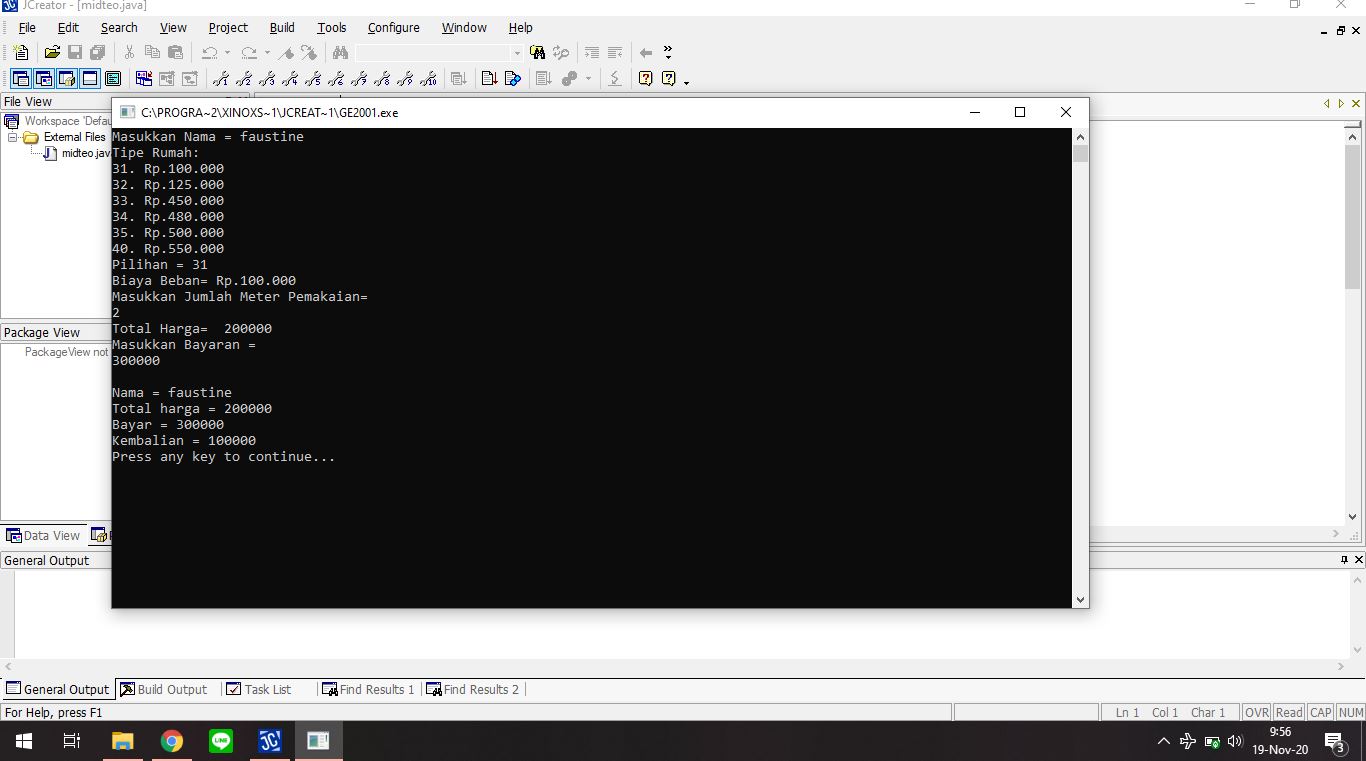 JCreator - [midteo.java]
File Edit Search View Project Build Tools Configure Window Help
File View
Workspace 'Defau
External Files
midteo.jav
Package View
PackageView not
Data View
C:\PROGRA~2\XINOXS~1\JCREAT~1\GE2001.exe
Masukkan Nama = faustine
Tipe Rumah:
31. Rp.100.000
32. Rp.125.000
33. Rp.450.000
34. Rp.480.000
35. Rp.500.000
40. Rp.550.000
Pilihan = 31
Biaya Beban= Rp.100.000
Masukkan Jumlah Meter Pemakaian=
2
Total Harga=  200000
Masukkan Bayaran =
300000
Nama = faustine
Total harga = 200000
Bayar = 300000
Kembalian = 100000
Press any key to continue...
General Output
General Output Build Output Task List Find Results 1 Find Results 2
For Help, press F1
Ln 1 Col 1 Char 1 OVR Read CAP NUM
LINE
JC
9:56
19-Nov-20
3